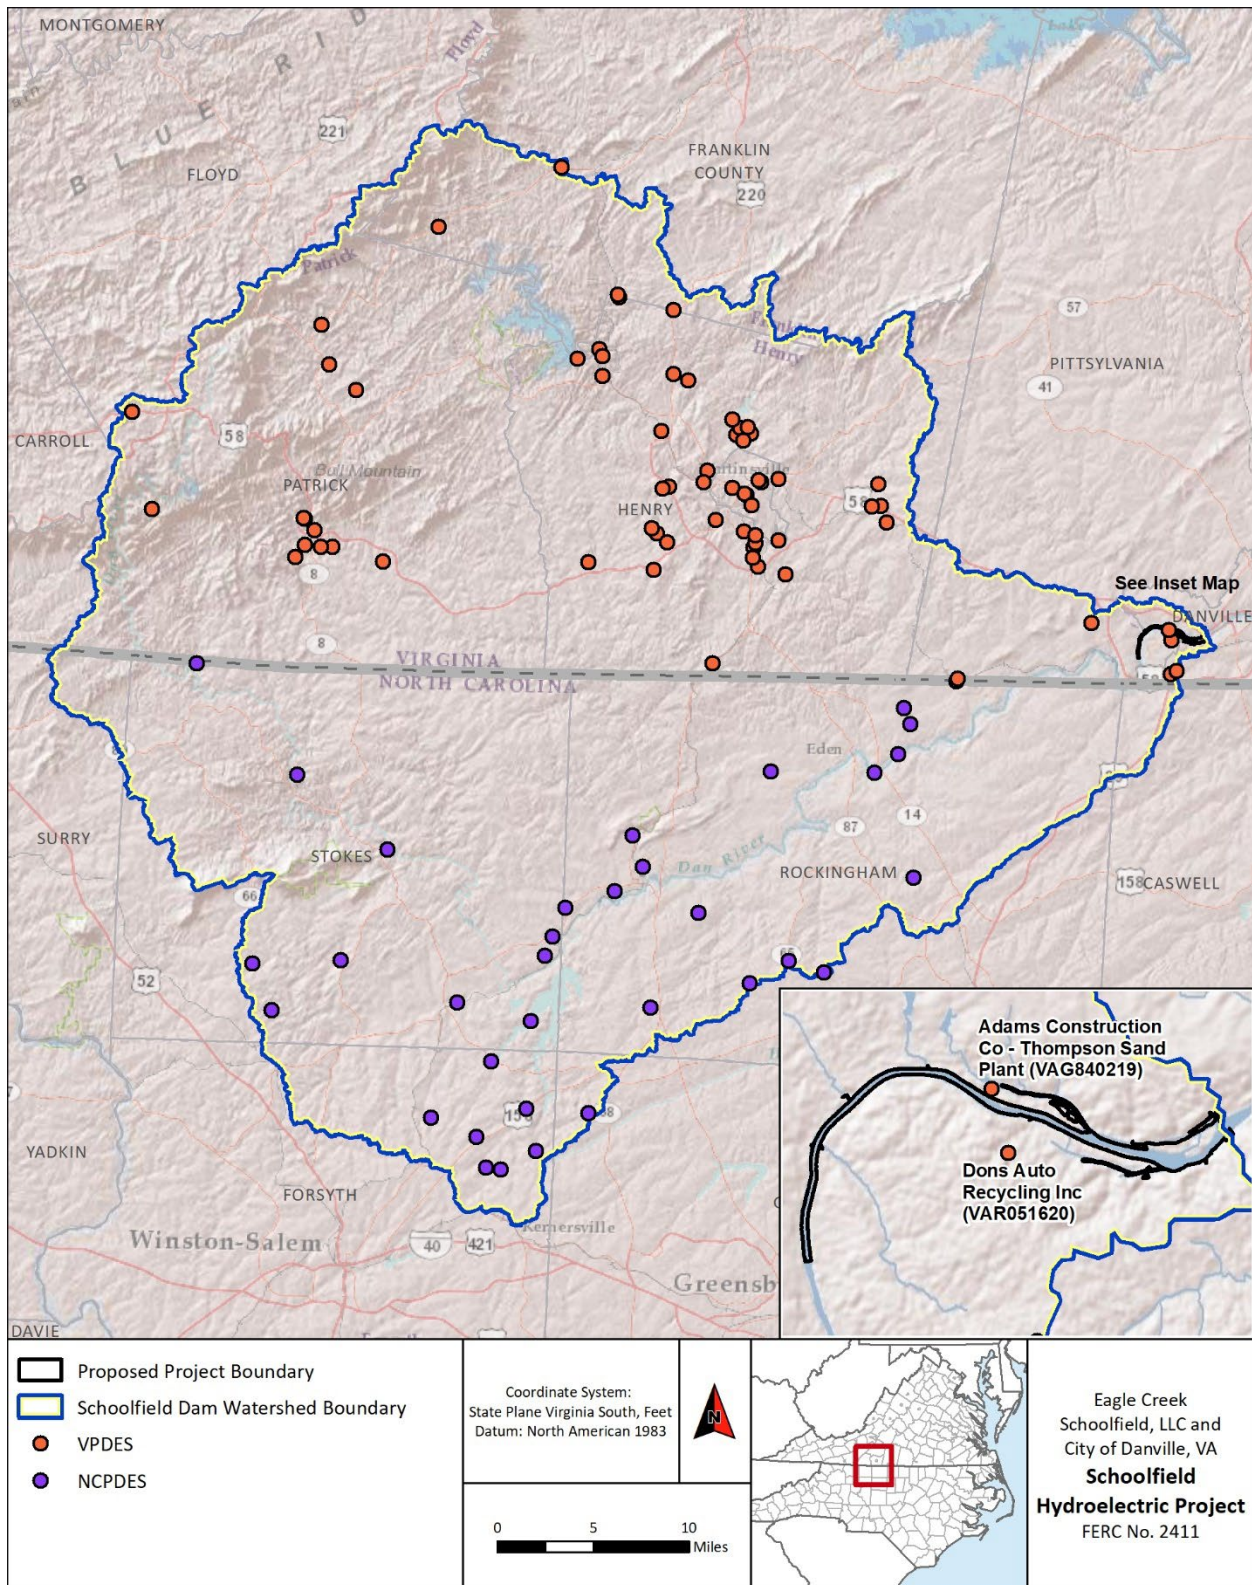 MONTGOMERY
Lake
Floyd
BLUE RID
221
FRANKLIN
COUNTY
FLOYD
220
Patrick
57
Franklin
Henry
PITTSYLVANIA
41
CARROLL
58
Bull Mountain
PATRICK
HENRY
58
8
See Inset Map
DANVILLE
8
VIRGINIA
NORTH CAROLINA
58
Eden
14
87
SURRY
STOKES
Dan River
ROCKINGHAM
158
CASWELL
66
65
52
158
68
YADKIN
FORSYTH
Kernersville
Winston-Salem
40
421
Greensb
DAVIE
Adams Construction
Co - Thompson Sand
Plant (VAG840219)
Dons Auto
Recycling Inc
(VAR051620)
Proposed Project Boundary
Schoolfield Dam Watershed Boundary
VPDES
NCPDES
Coordinate System:
State Plane Virginia South, Feet
Datum: North American 1983
N
0 5 10
Miles
Eagle Creek
Schoolfield, LLC and
City of Danville, VA
Schoolfield
Hydroelectric Project
FERC No. 2411